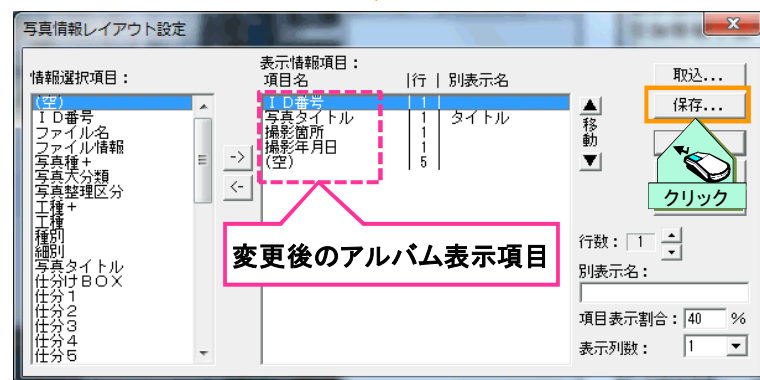 写真情報レイアウト設定
情報選択項目：
(空)
ＩＤ番号
ファイル名
ファイル情報
写真種＋
写真大分類
写真整理区分
工種＋
工種
種別
細別
写真タイトル
仕分けＢＯＸ
仕分１
仕分２
仕分３
仕分４
仕分５
->
<-
表示情報項目：
項目名 |行 | 別表示名
ＩＤ番号 | 1 |
写真タイトル | 1 | タイトル
撮影箇所 | 1 |
撮影年月日 | 1 |
(空) | 5 |
変更後のアルバム表示項目
▲
移動
▼
取込...
保存...
クリック
行数： 1
別表示名：
項目表示割合： 40 %
表示列数： 1